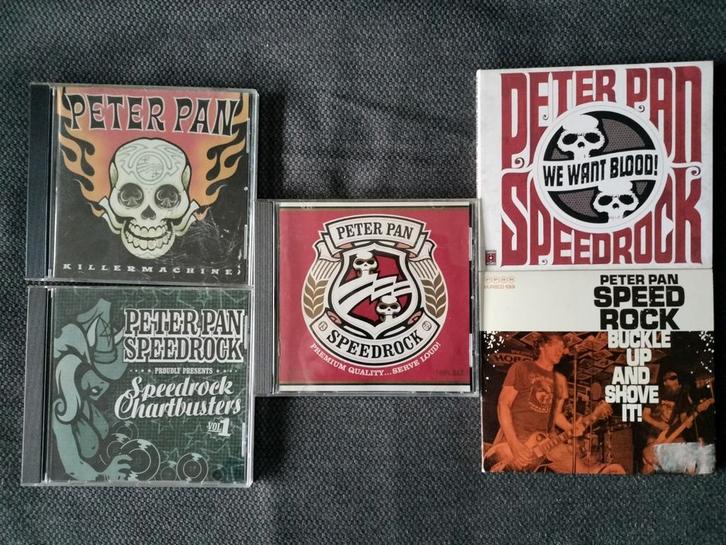 PETER PAN
KILLERMACHINE
PETER PAN
SPEEDROCK
PROUDLY PRESENTS
Speedrock
Chartbusters
VOL 1
PETER PAN
SPEEDROCK
PREMIUM QUALITY...SERVE LOUD!
PETER PAN
WE WANT BLOOD!
SPEEDROCK
PETER PAN
SPEED
ROCK
BUCKLE
UP
AND
SHOVE
IT!